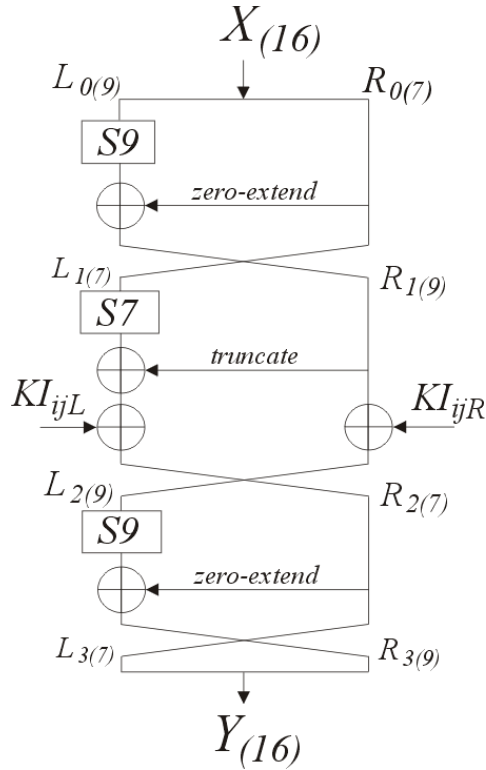 X(16)
L0(9) R0(7)
S9
zero-extend
L1(7) R1(9)
S7
truncate
KIijL KIijR
L2(9) R2(7)
S9
zero-extend
L3(7) R3(9)
Y(16)